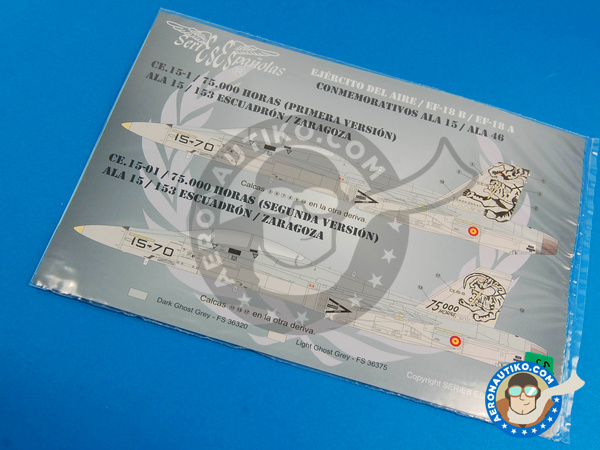 Seri Españolas
EJÉRCITO DEL AIRE / EF-18 B / EF-18 A
CONMEMORATIVOS ALA 15 / ALA 46
CE.15-1 / 75.000 HORAS (PRIMERA VERSIÓN)
ALA 15 / 153 ESCUADRÓN / ZARAGOZA
15-70
Calcas en la otra deriva.
CE.15-01 / 75.000 HORAS (SEGUNDA VERSIÓN)
ALA 15 / 153 ESCUADRÓN / ZARAGOZA
15-70
75.000
HORAS
Calcas en la otra deriva.
Dark Ghost Grey - FS 36320
Light Ghost Grey - FS 36375
Copyright
AERONAUTIKO.COM
AERONAUTIKO.COM